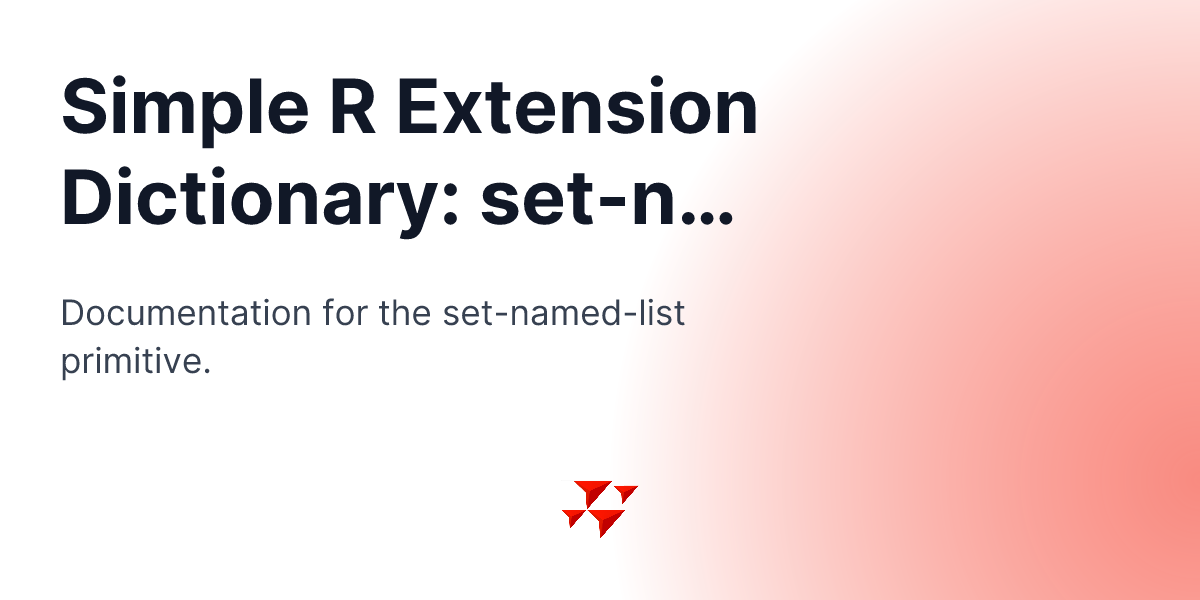 Simple R Extension
Dictionary: set-n...
Documentation for the set-named-list
primitive.